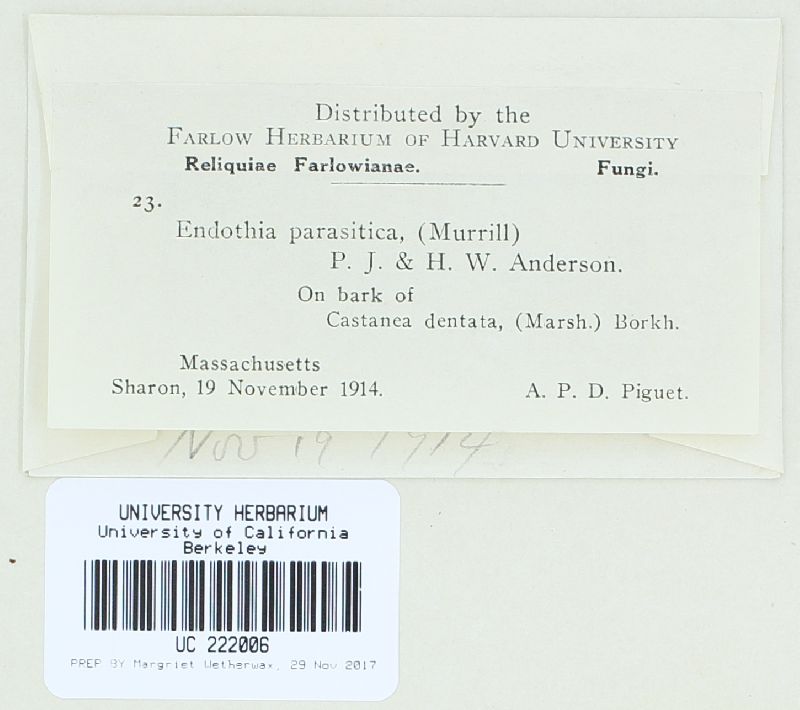 Distributed by the
FARLOW HERBARIUM OF HARVARD UNIVERSITY
Reliquiae Farlowianae. Fungi.
23.
Endothia parasitica, (Murrill)
P. J. & H. W. Anderson.
On bark of
Castanea dentata, (Marsh.) Borkh.
Massachusetts
Sharon, 19 November 1914. A. P. D. Piguet.
Nov 19 1914
UNIVERSITY HERBARIUM
University of California
Berkeley
UC 222006
PREP BY Margriet Wetherwax, 29 Nov 2017